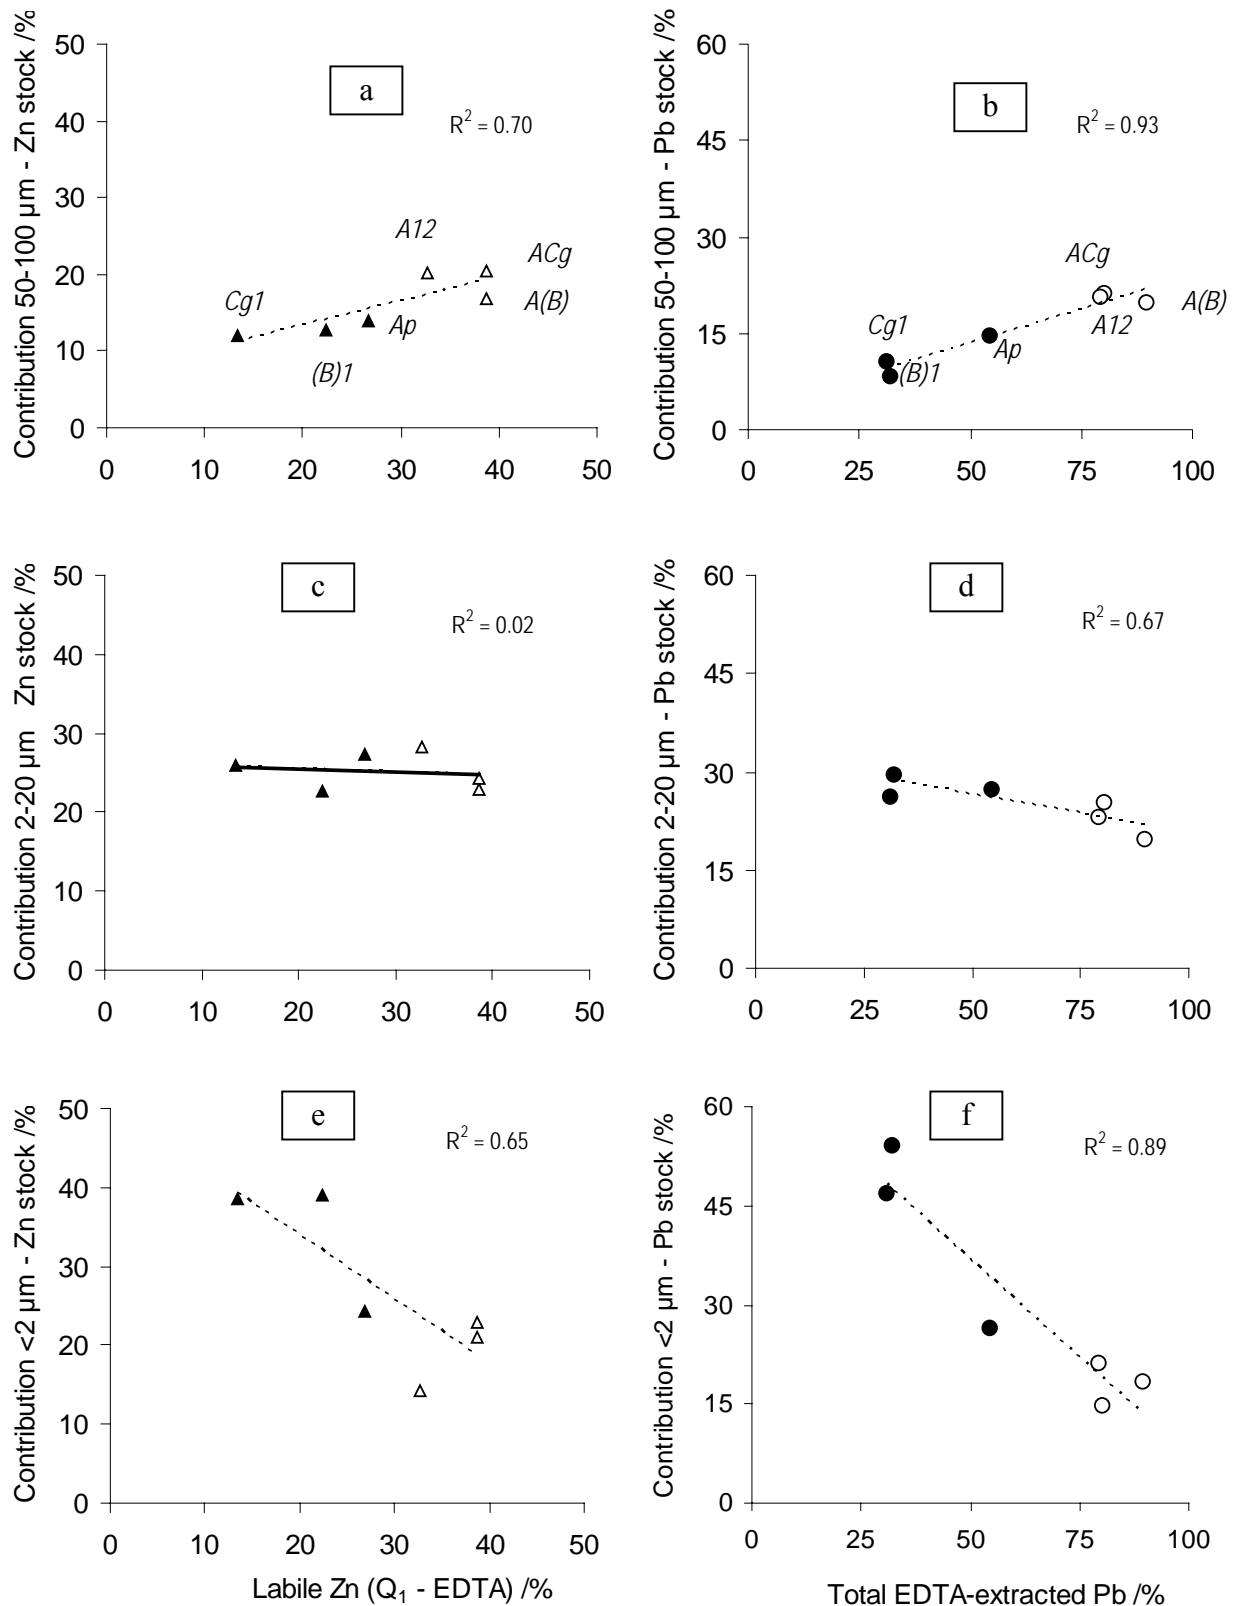 Contribution 50-100 µm - Zn stock /%
50
40
30
20
10
0
a
R² = 0.70
A12
ACg
A(B)
Cg1
Ap
(B)1
0 10 20 30 40 50
Contribution 50-100 µm - Pb stock /%
60
45
30
15
0
b
R² = 0.93
ACg
A(B)
A12
Cg1
Ap
(B)1
0 25 50 75 100
Contribution 2-20 µm Zn stock /%
50
40
30
20
10
0
c
R² = 0.02
0 10 20 30 40 50
Contribution 2-20 µm - Pb stock /%
60
45
30
15
0
d
R² = 0.67
0 25 50 75 100
Contribution <2 µm - Zn stock /%
50
40
30
20
10
0
e
R² = 0.65
0 10 20 30 40 50
Labile Zn (Q₁ - EDTA) /%
Contribution <2 µm - Pb stock /%
60
45
30
15
0
f
R² = 0.89
0 25 50 75 100
Total EDTA-extracted Pb /%